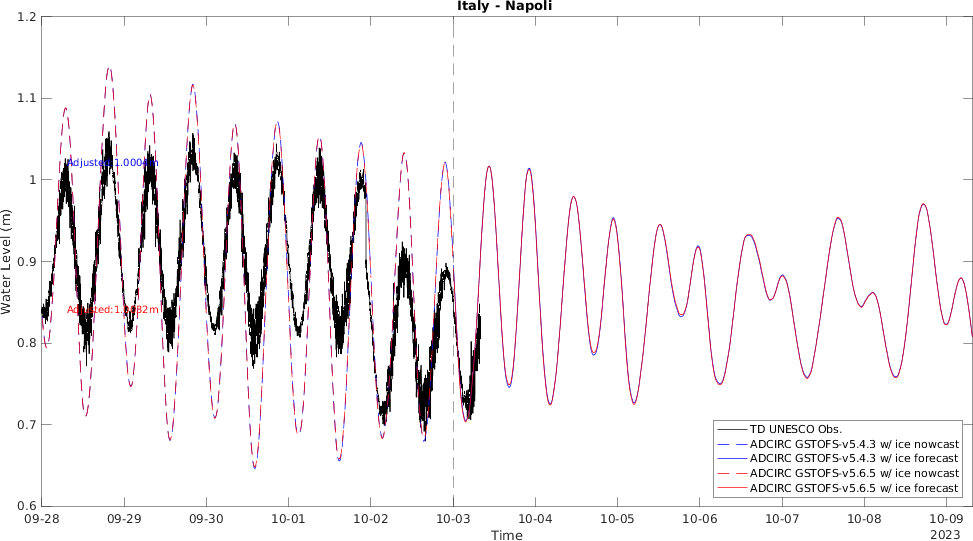 Italy - Napoli
1.2
1.1
1
0.9
0.8
0.7
0.6
Water Level (m)
09-28
09-29
09-30
10-01
10-02
10-03
10-04
10-05
10-06
10-07
10-08
10-09
2023
Time
TD UNESCO Obs.
ADCIRC GSTOFS-v5.4.3 w/ ice nowcast
ADCIRC GSTOFS-v5.4.3 w/ ice forecast
ADCIRC GSTOFS-v5.6.5 w/ ice nowcast
ADCIRC GSTOFS-v5.6.5 w/ ice forecast